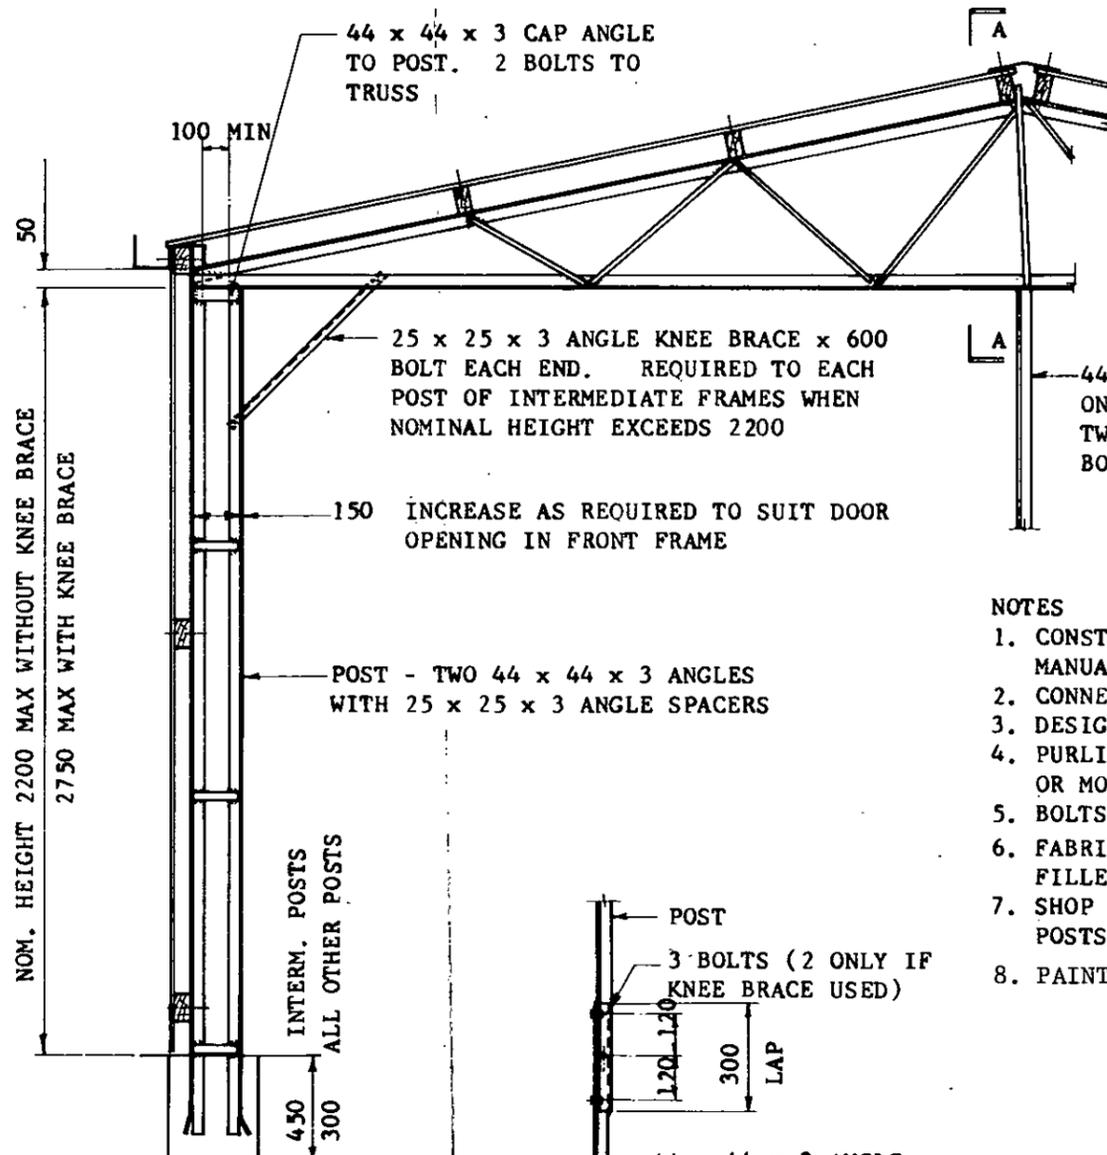 44 x 44 x 3 CAP ANGLE
TO POST. 2 BOLTS TO
TRUSS
A
100 MIN
50
25 x 25 x 3 ANGLE KNEE BRACE x 600
BOLT EACH END. REQUIRED TO EACH
POST OF INTERMEDIATE FRAMES WHEN
NOMINAL HEIGHT EXCEEDS 2200
A
44
ON
TW
BO
NOM. HEIGHT 2200 MAX WITHOUT KNEE BRACE
2750 MAX WITH KNEE BRACE
150 INCREASE AS REQUIRED TO SUIT DOOR
OPENING IN FRONT FRAME
POST - TWO 44 x 44 x 3 ANGLES
WITH 25 x 25 x 3 ANGLE SPACERS
NOTES
1. CONST
MANUA
2. CONNE
3. DESIG
4. PURLI
OR MO
5. BOLTS
6. FABRI
FILLE
7. SHOP
POSTS
8. PAINT
450 INTERM. POSTS
300 ALL OTHER POSTS
POST
3 BOLTS (2 ONLY IF
KNEE BRACE USED)
120
120
300 LAP